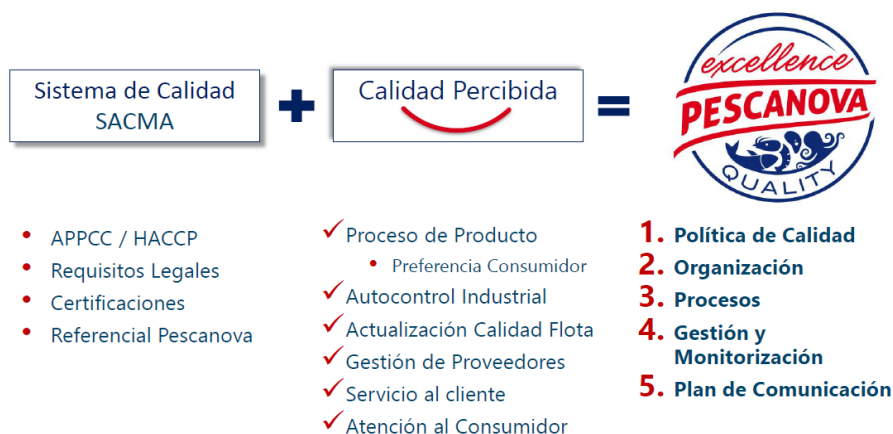 Sistema de Calidad
SACMA
+
Calidad Percibida
=
excellence
PESCANOVA
QUALITY
• APPCC / HACCP
• Requisitos Legales
• Certificaciones
• Referencial Pescanova
✓ Proceso de Producto
• Preferencia Consumidor
✓ Autocontrol Industrial
✓ Actualización Calidad Flota
✓ Gestión de Proveedores
✓ Servicio al cliente
✓ Atención al Consumidor
1. Política de Calidad
2. Organización
3. Procesos
4. Gestión y
Monitorización
5. Plan de Comunicación